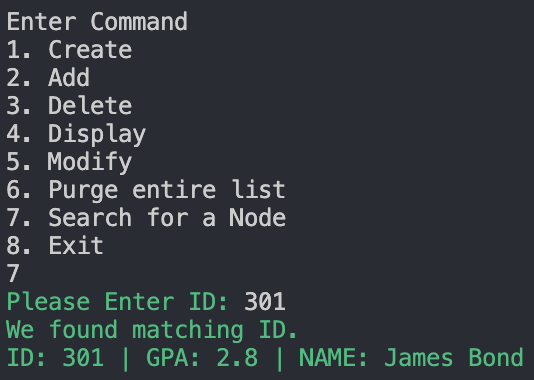 Enter Command
1. Create
2. Add
3. Delete
4. Display
5. Modify
6. Purge entire list
7. Search for a Node
8. Exit
7
Please Enter ID: 301
We found matching ID.
ID: 301 | GPA: 2.8 | NAME: James Bond